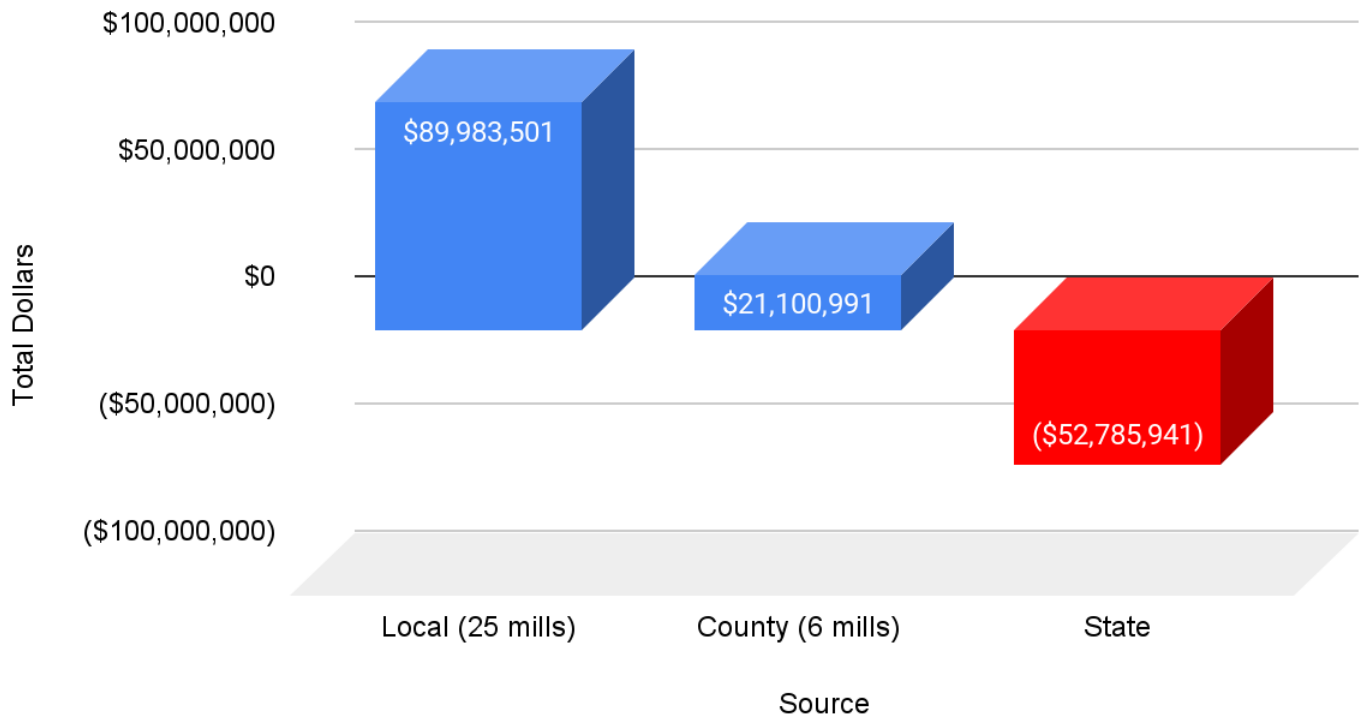 $100,000,000
$89,983,501
$50,000,000
$0
$21,100,991
Total Dollars
($50,000,000)
($52,785,941)
($100,000,000)
Local (25 mills)
County (6 mills)
State
Source